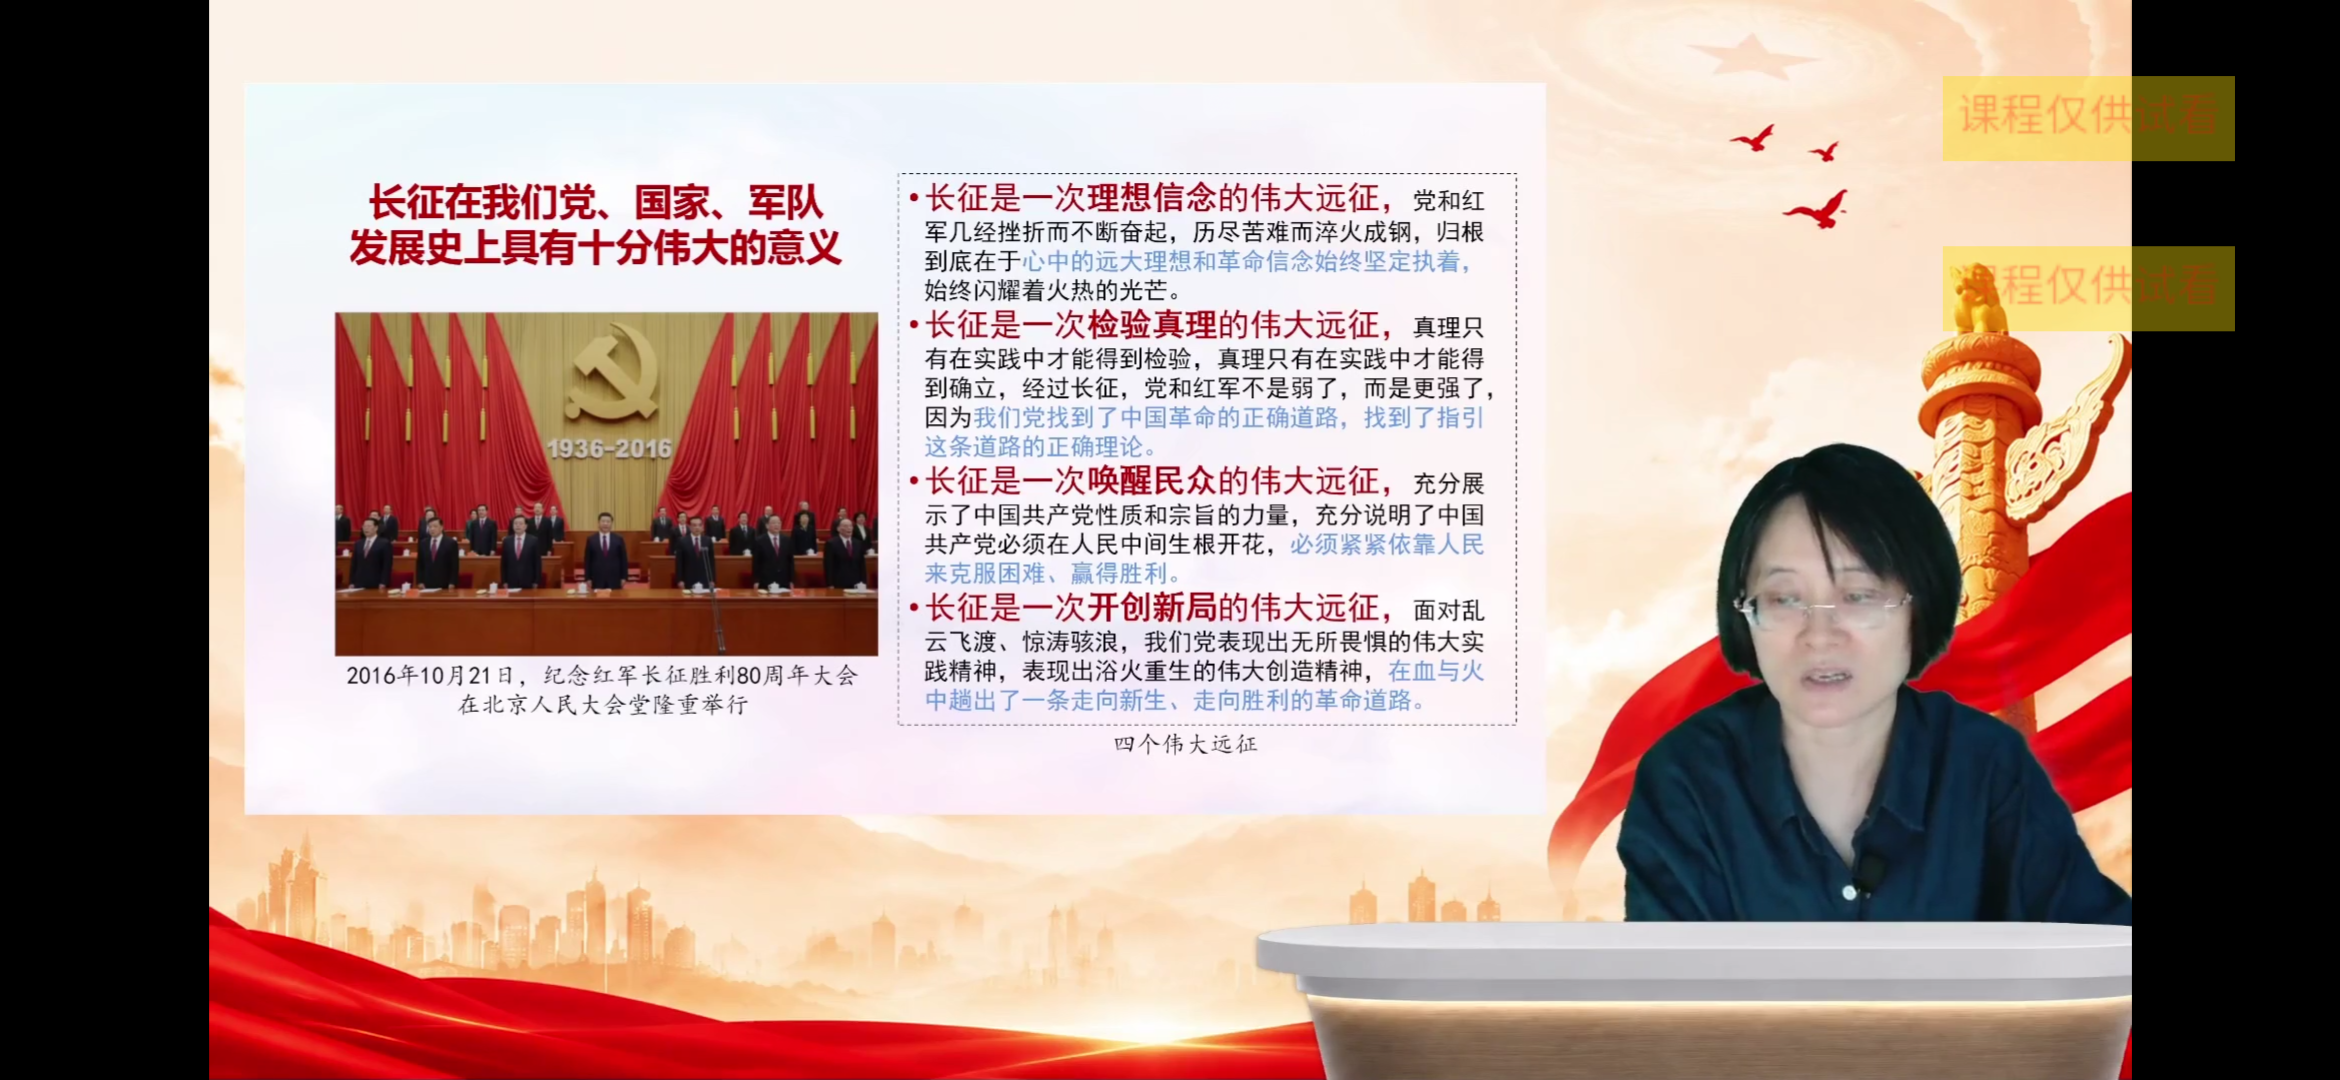 长征在我们党、国家、军队
发展史上具有十分伟大的意义
1936-2016
2016年10月21日，纪念红军长征胜利80周年大会
在北京人民大会堂隆重举行
•长征是一次理想信念的伟大远征，党和红
军几经挫折而不断奋起，历尽苦难而淬火成钢，归根
到底在于心中的远大理想和革命信念始终坚定执着，
始终闪耀着火热的光芒。
•长征是一次检验真理的伟大远征，真理只
有在实践中才能得到检验，真理只有在实践中才能得
到确立，经过长征，党和红军不是弱了，而是更强了，
因为我们党找到了中国革命的正确道路，找到了指引
这条道路的正确理论。
•长征是一次唤醒民众的伟大远征，充分展
示了中国共产党性质和宗旨的力量，充分说明了中国
共产党必须在人民中间生根开花，必须紧紧依靠人民
来克服困难、赢得胜利。
•长征是一次开创新局的伟大远征，面对乱
云飞渡、惊涛骇浪，我们党表现出无所畏惧的伟大实
践精神，表现出浴火重生的伟大创造精神，在血与火
中趟出了一条走向新生、走向胜利的革命道路。
四个伟大远征
课程仅供试看
课程仅供试看